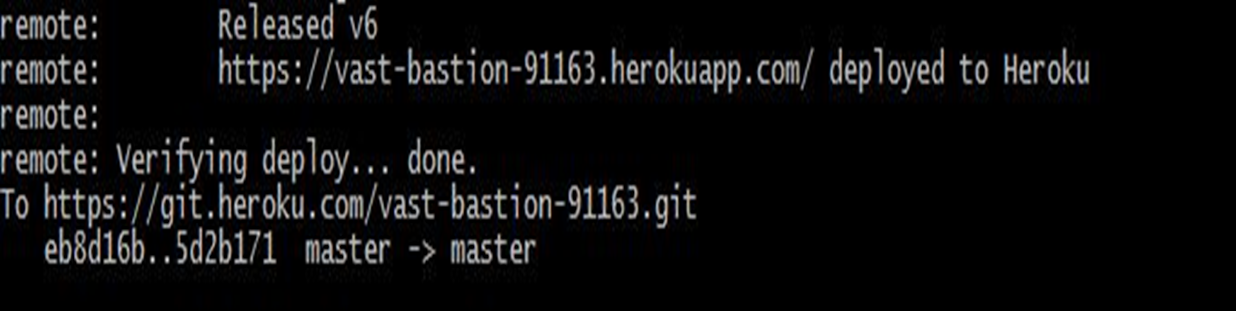 remote:        Released v6
remote:        https://vast-bastion-91163.herokuapp.com/ deployed to Heroku
remote:
remote: Verifying deploy... done.
To https://git.heroku.com/vast-bastion-91163.git
   eb8d16b..5d2b171  master -> master